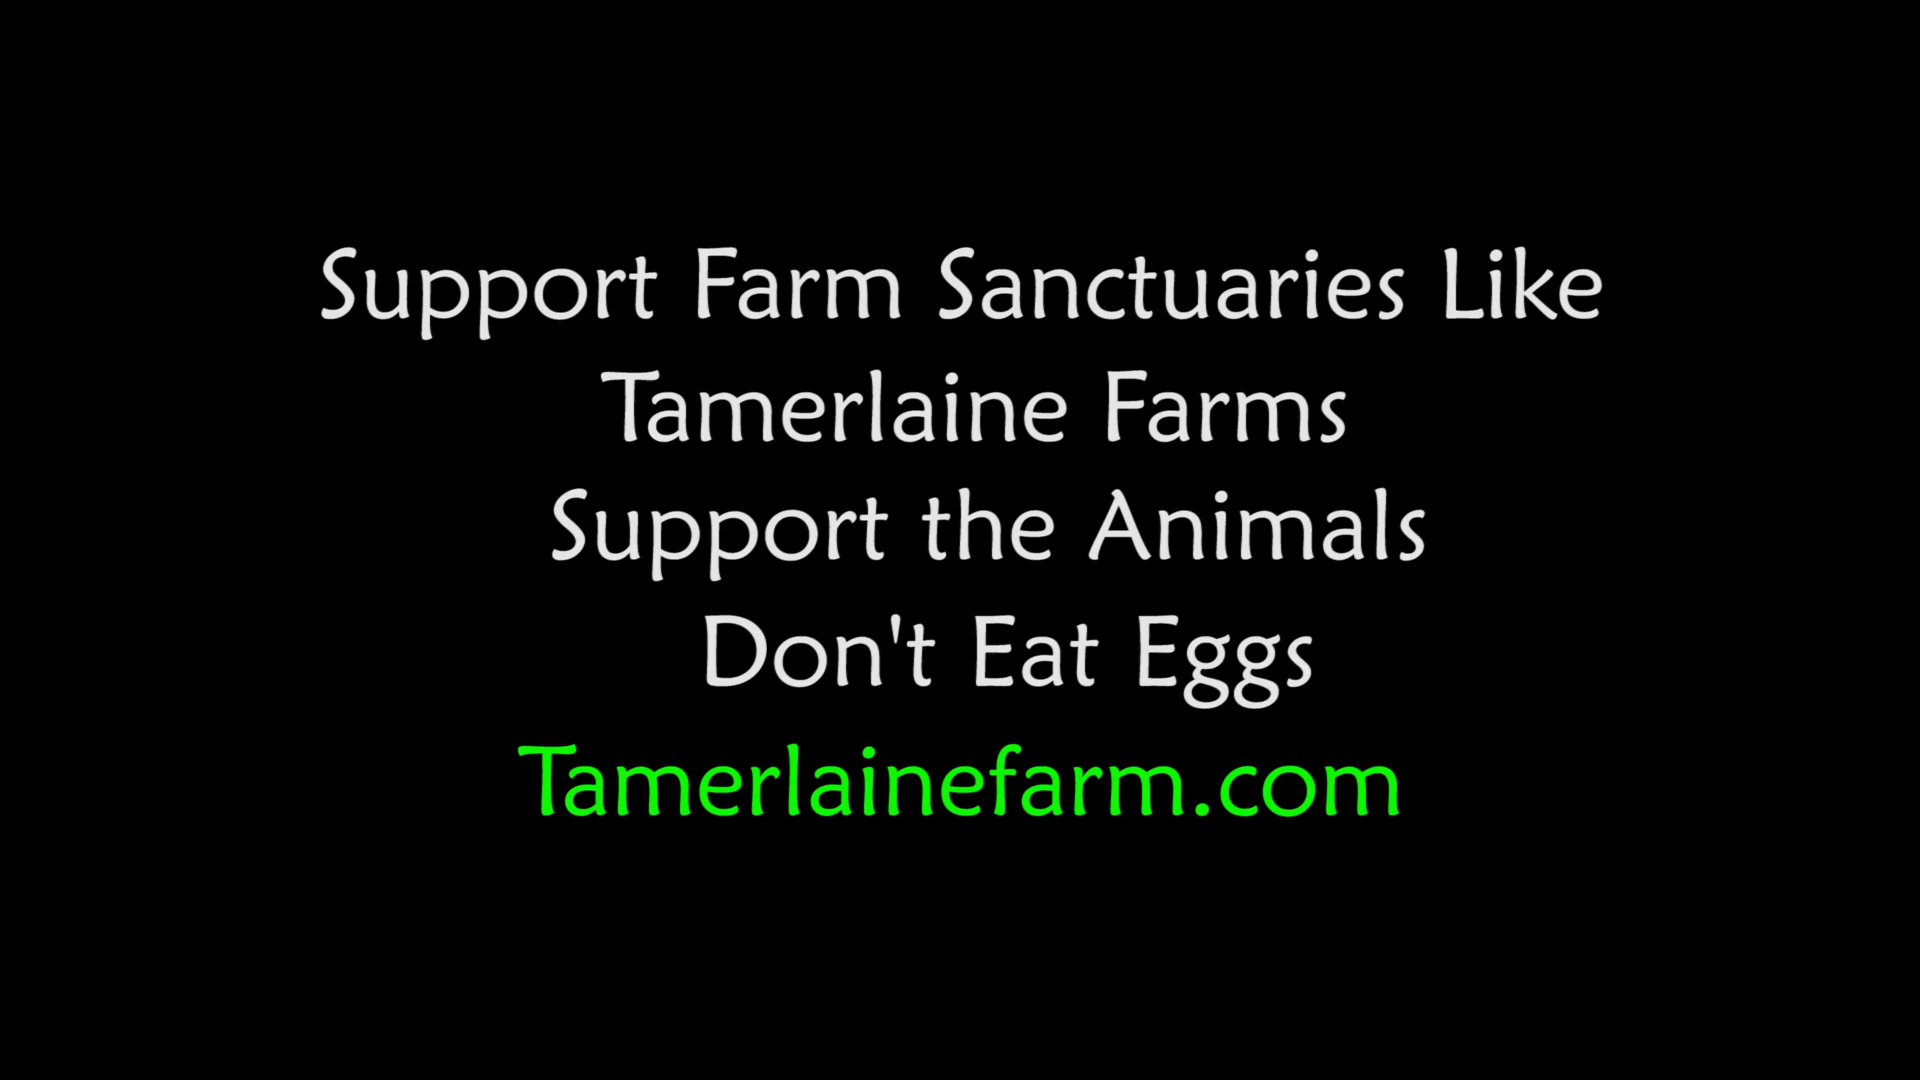 Support Farm Sanctuaries Like
Tamerlaine Farms
Support the Animals
Don't Eat Eggs
Tamerlainefarm.com